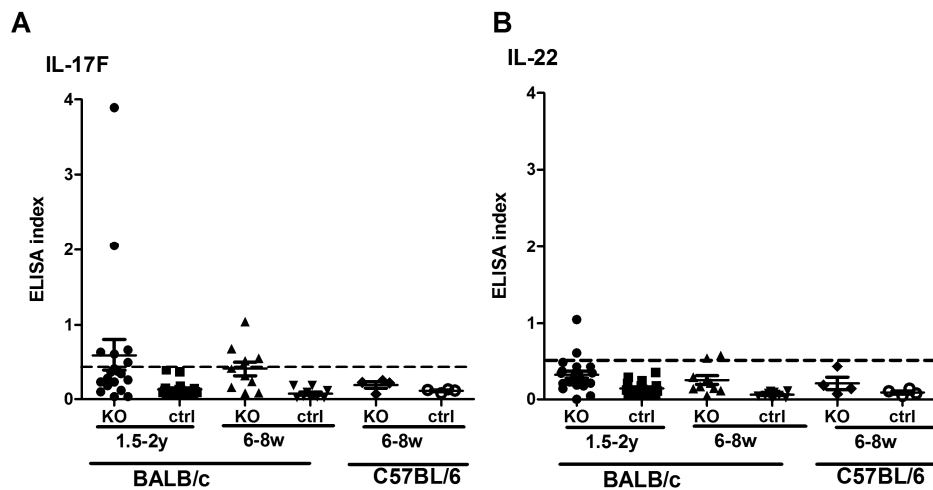 A
IL-17F
ELISA index
4
3
2
1
0
KO ctrl KO ctrl KO ctrl
1.5-2y 6-8w 6-8w
BALB/c C57BL/6
B
IL-22
ELISA index
4
3
2
1
0
KO ctrl KO ctrl KO ctrl
1.5-2y 6-8w 6-8w
BALB/c C57BL/6